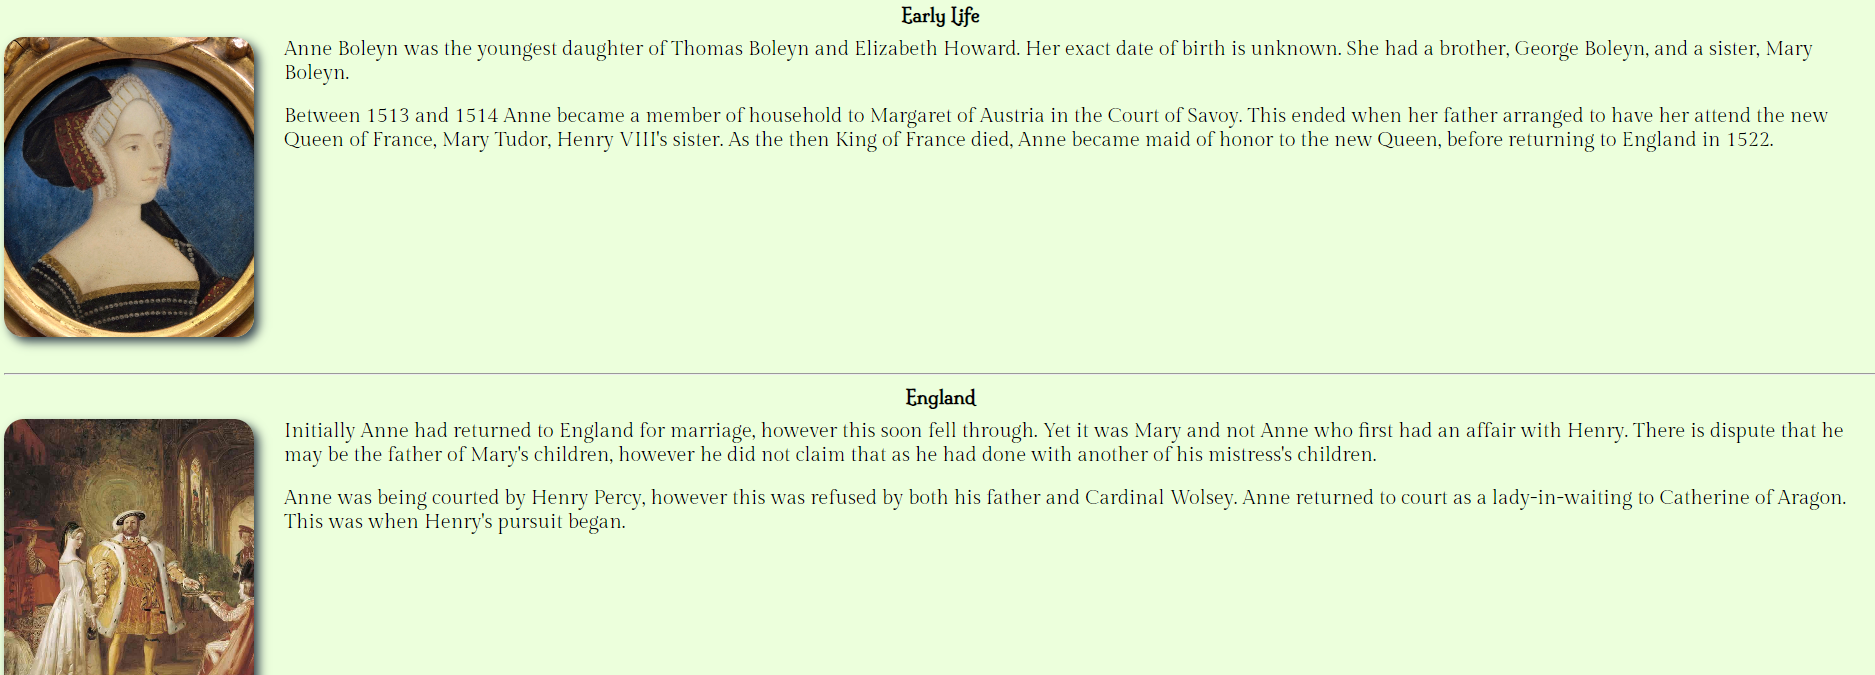 Early Life
Anne Boleyn was the youngest daughter of Thomas Boleyn and Elizabeth Howard. Her exact date of birth is unknown. She had a brother, George Boleyn, and a sister, Mary
Boleyn.
Between 1513 and 1514 Anne became a member of household to Margaret of Austria in the Court of Savoy. This ended when her father arranged to have her attend the new
Queen of France, Mary Tudor, Henry VIII's sister. As the then King of France died, Anne became maid of honor to the new Queen, before returning to England in 1522.
England
Initially Anne had returned to England for marriage, however this soon fell through. Yet it was Mary and not Anne who first had an affair with Henry. There is dispute that he
may be the father of Mary's children, however he did not claim that as he had done with another of his mistress's children.
Anne was being courted by Henry Percy, however this was refused by both his father and Cardinal Wolsey. Anne returned to court as a lady-in-waiting to Catherine of Aragon.
This was when Henry's pursuit began.